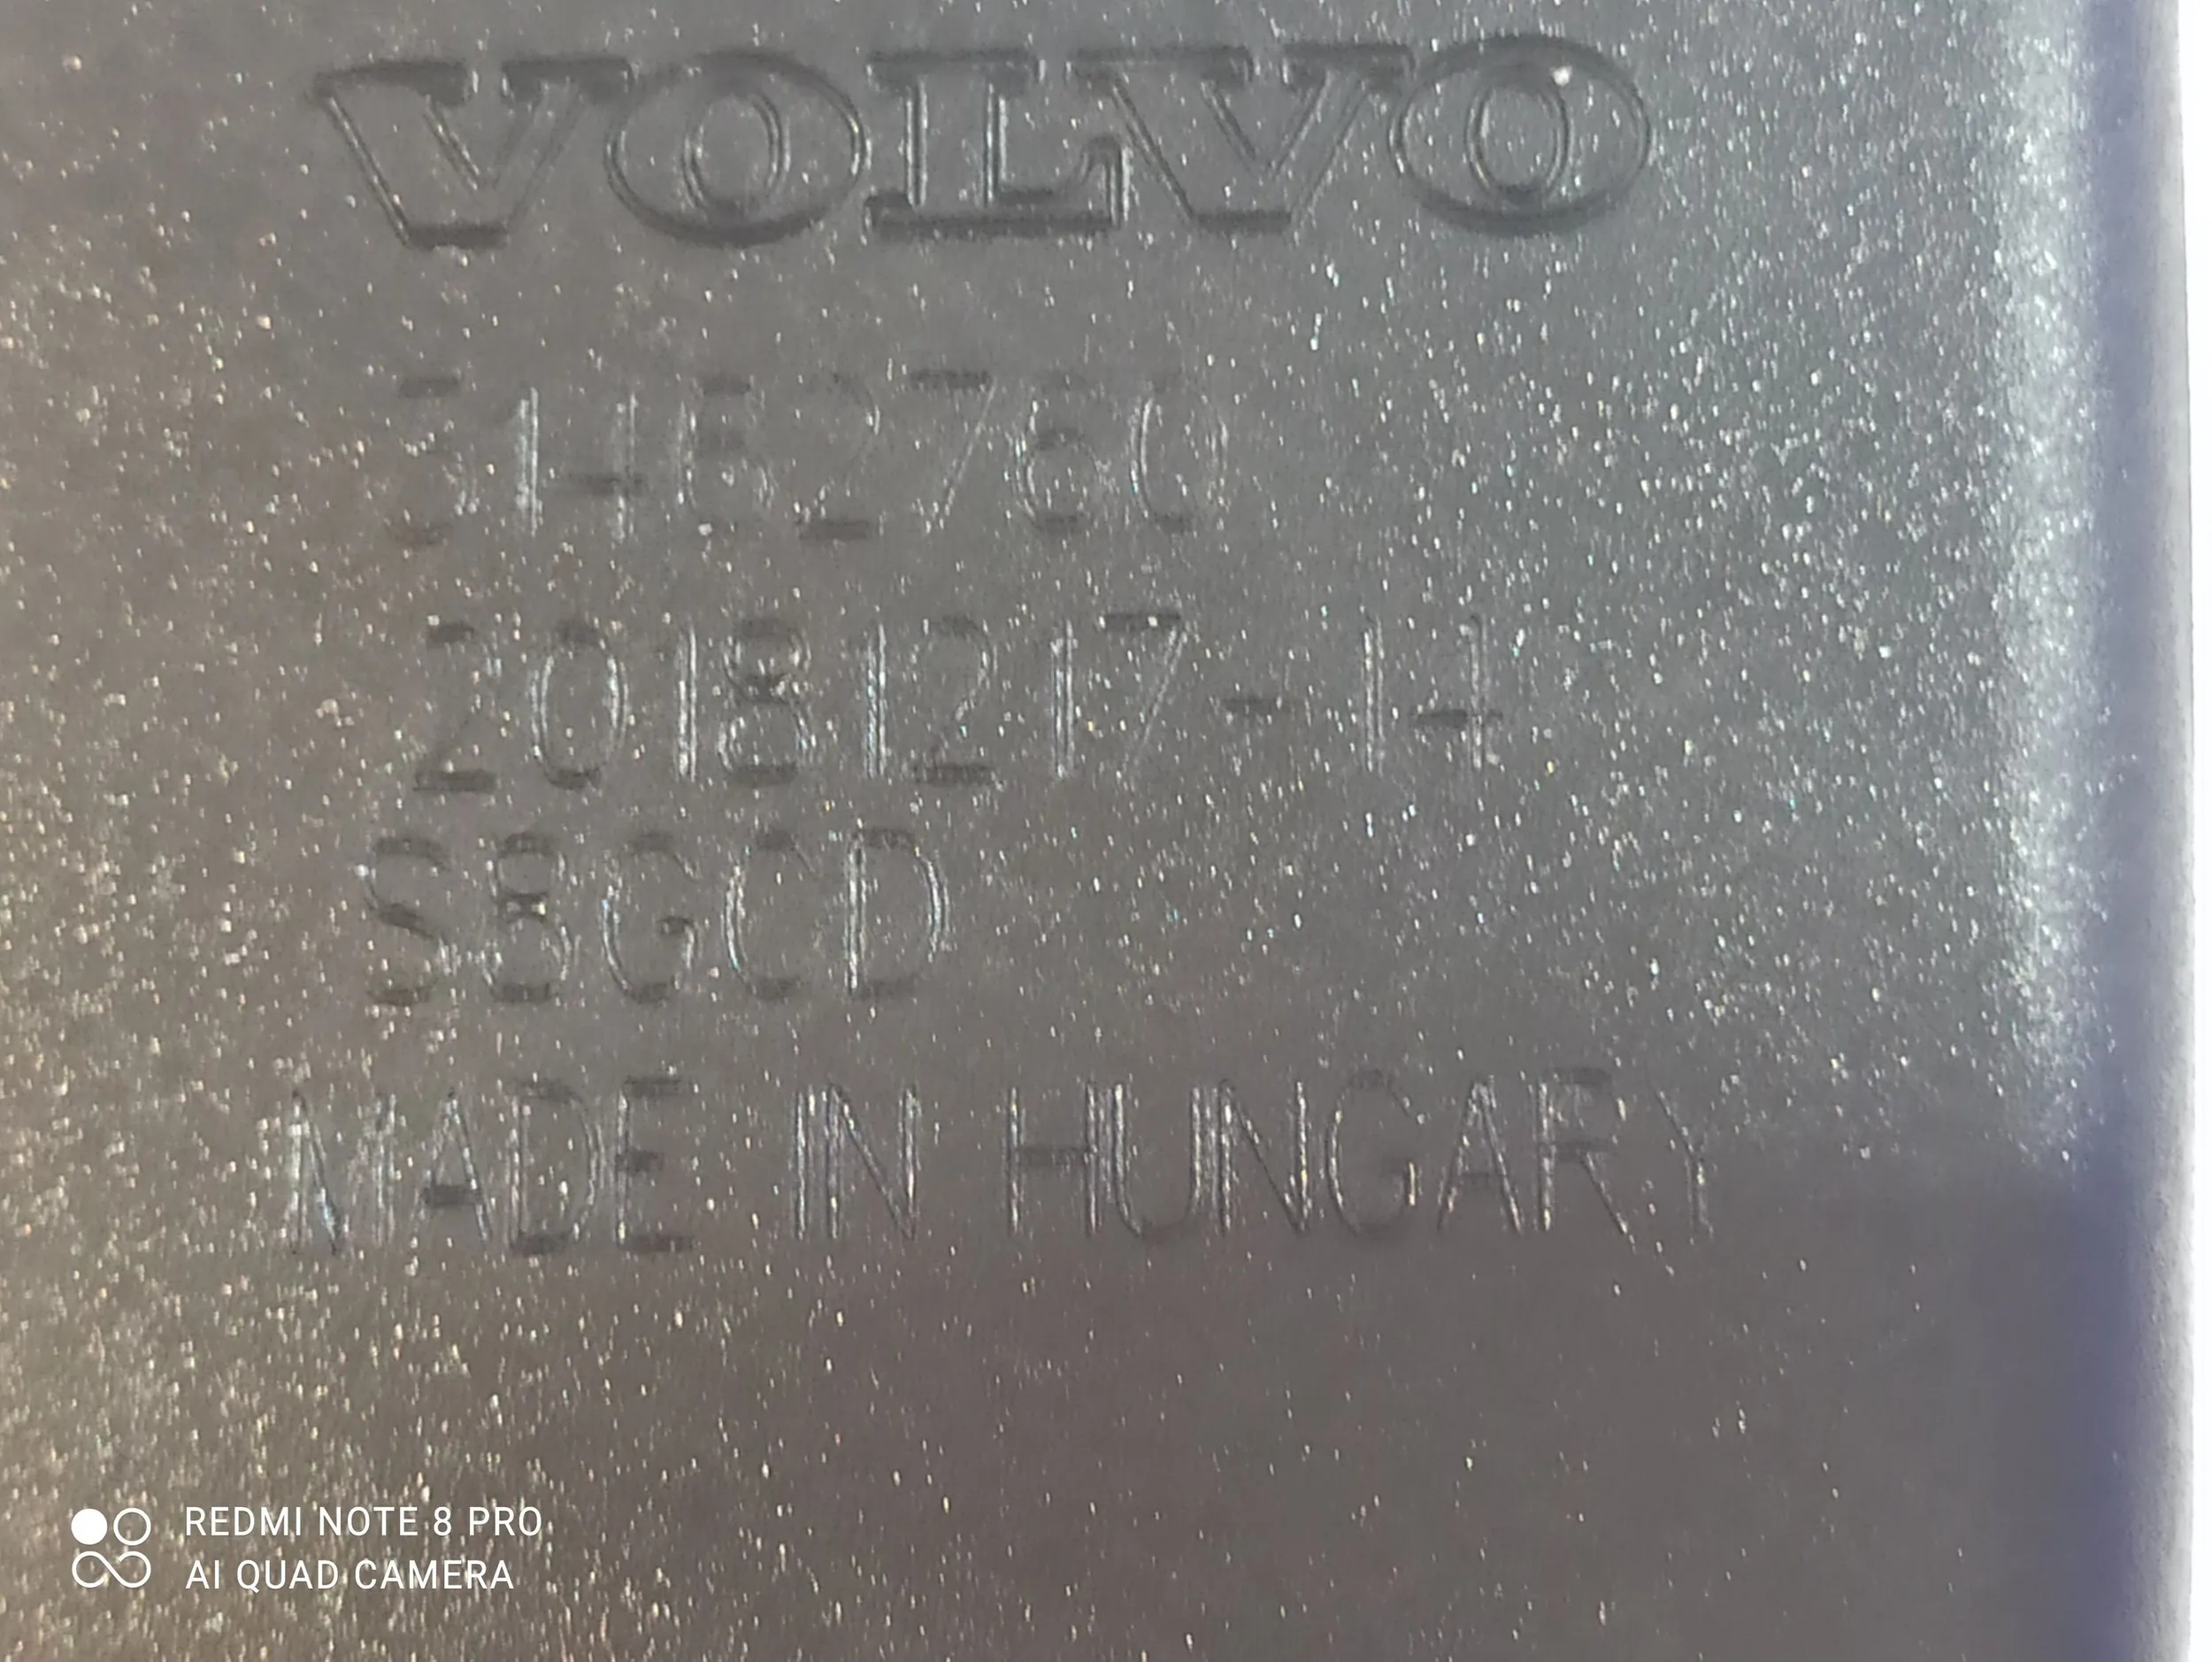 VOLVO
31462760
20181217-14
S8GCD
MADE IN HUNGARY
REDMI NOTE 8 PRO
AI QUAD CAMERA